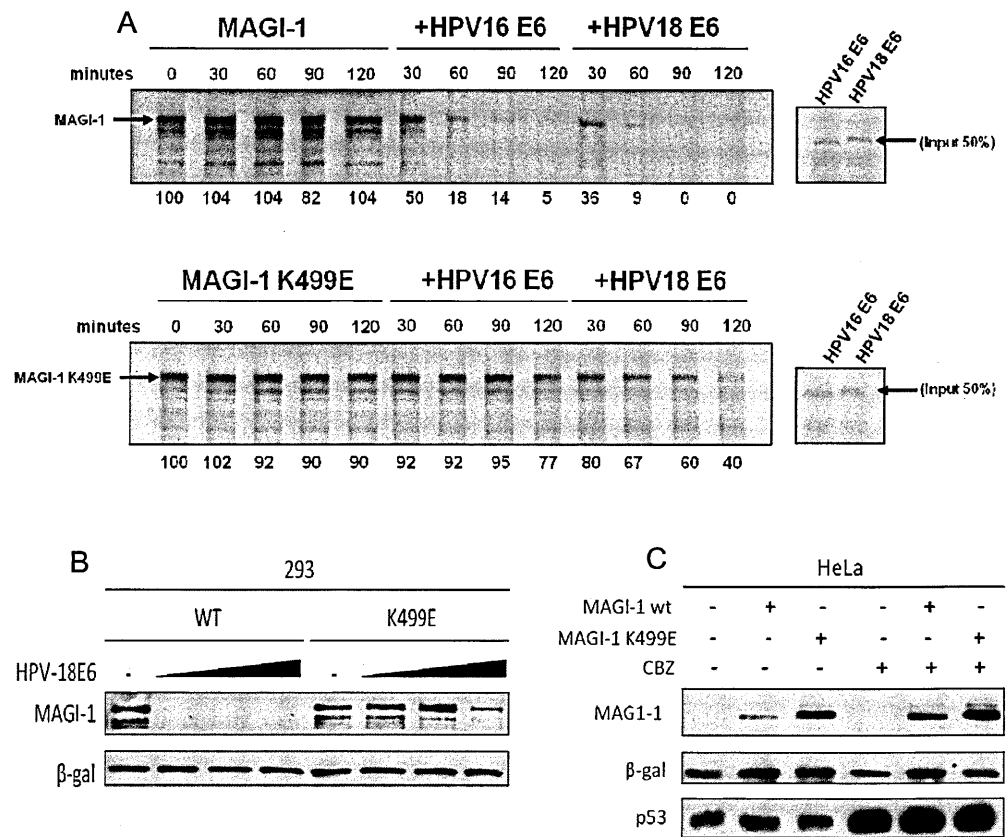 A
MAGI-1 +HPV16 E6 +HPV18 E6
minutes 0 30 60 90 120 30 60 90 120 30 60 90 120
HPV16 E6 HPV18 E6
MAGI-1
(Input 50%)
100 104 104 82 104 50 18 14 5 36 9 0 0
MAGI-1 K499E +HPV16 E6 +HPV18 E6
minutes 0 30 60 90 120 30 60 90 120 30 60 90 120
HPV16 E6 HPV18 E6
MAGI-1 K499E
(Input 50%)
100 102 92 90 90 92 92 95 77 80 67 60 40
B
293
WT K499E
HPV-18E6 - -
MAGI-1
β-gal
C
HeLa
MAGI-1 wt - + - - + -
MAGI-1 K499E - - + - - +
CBZ - - - + + +
MAG1-1
β-gal
p53